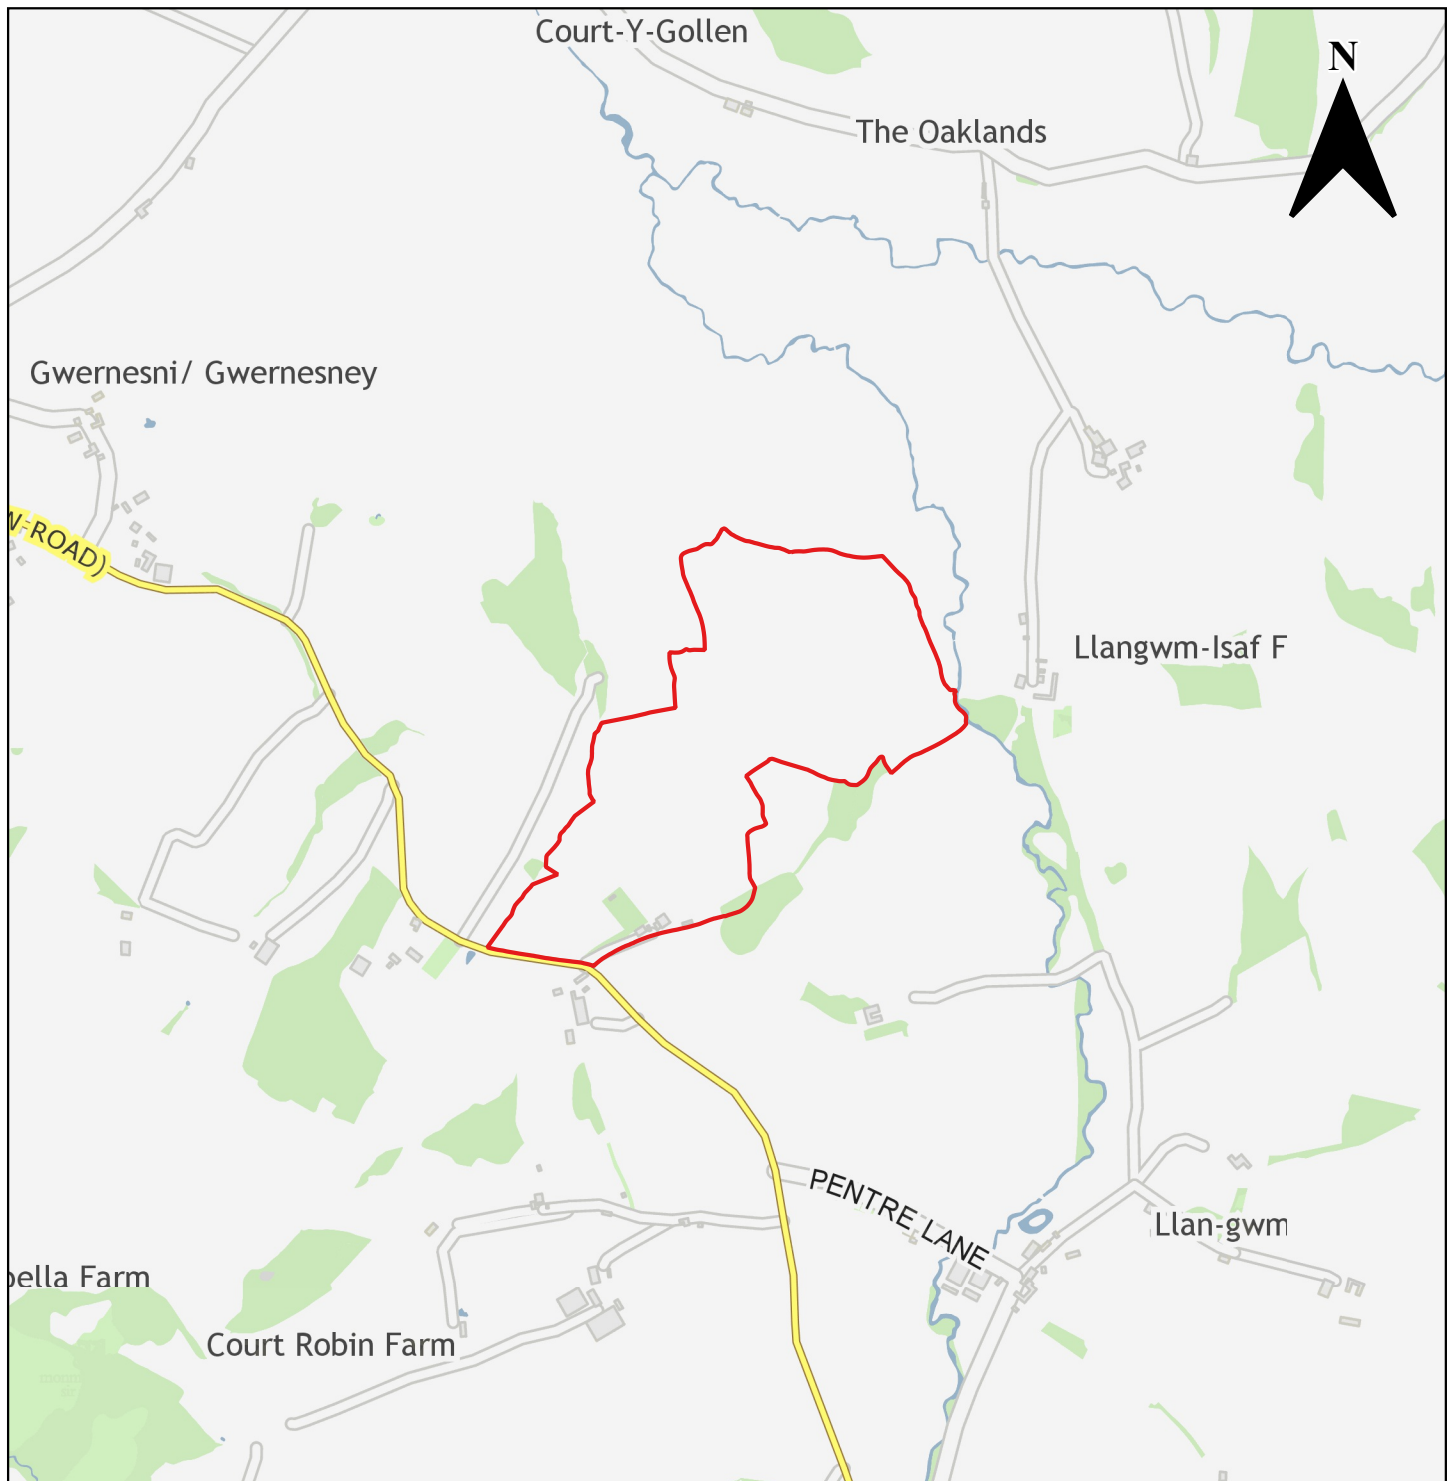 Court-Y-Gollen
N
The Oaklands
Gwernesni/ Gwernesney
W-ROAD)
Llangwm-Isaf F
PENTRE LANE
Llan-gwm
bella Farm
Court Robin Farm